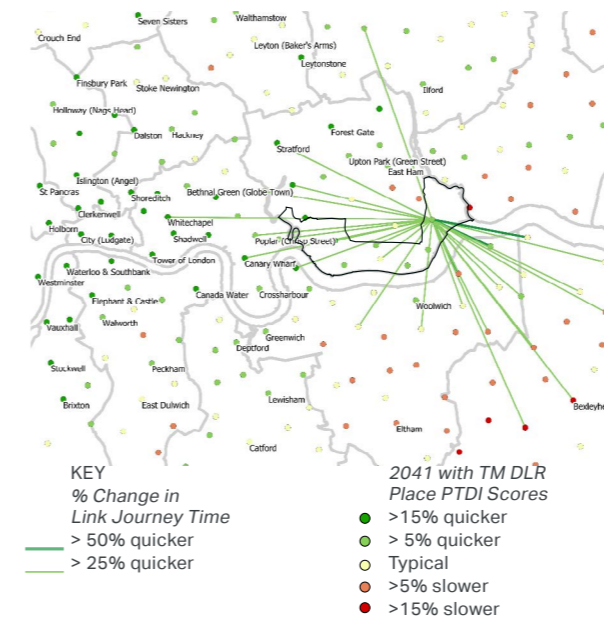 Seven Sisters
Walthamstow
Crouch End
Leyton (Baker's Arms)
Leytonstone
Finsbury Park
Stoke Newington
Ilford
Holloway (Nags Head)
Dalston
Hackney
Forest Gate
Stratford
Upton Park (Green Street)
East Ham
Islington (Angel)
St Pancras
Shoreditch
Bethnal Green (Globe Town)
Clerkenwell
Whitechapel
Holborn
City (Ludgate)
Shadwell
Poplar (Chrisp Street)
Tower of London
Canary Wharf
Waterloo & Southbank
Westminster
Elephant & Castle
Canada Water
Crossharbour
Woolwich
Vauxhall
Walworth
Greenwich
Deptford
Stockwell
Peckham
Brixton
East Dulwich
Lewisham
Bexleyhe
Eltham
Catford
KEY
% Change in
Link Journey Time
> 50% quicker
> 25% quicker
2041 with TM DLR
Place PTDI Scores
>15% quicker
> 5% quicker
Typical
>5% slower
>15% slower